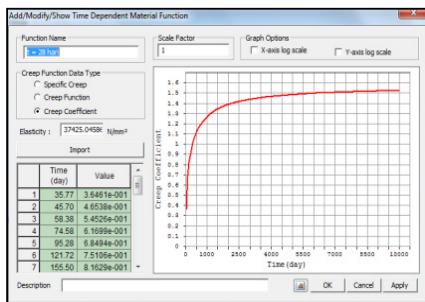 Add/Modify/Show Time Dependent Material Function
Function Name
t = 28 hari
Scale Factor
1
Graph Options
X-axis log scale
Y-axis log scale
Creep Function Data Type
Specific Creep
Creep Function
Creep Coefficient
Elasticity : 37425.04586 N/mm²
Import
Time (day) Value
1 35.77 3.6461e-001
2 45.70 4.6538e-001
3 58.38 5.4526e-001
4 74.58 6.1699e-001
5 95.28 6.8494e-001
6 121.72 7.5106e-001
7 155.50 8.1629e-001
Creep Coefficient
1.6
1.5
1.4
1.3
1.2
1.1
1
0.9
0.8
0.7
0.6
0.5
0.4
0.3
0.2
0.1
0
0 1000 2000 3000 4000 5000 6000 7000 8000 10000
Time (day)
Description
OK
Cancel
Apply